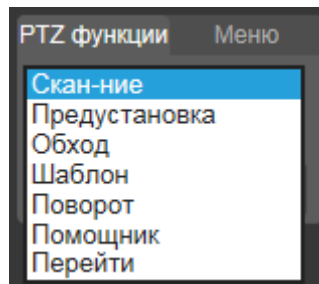 PTZ функции Меню
Скан-ние
Предустановка
Обход
Шаблон
Поворот
Помощник
Перейти